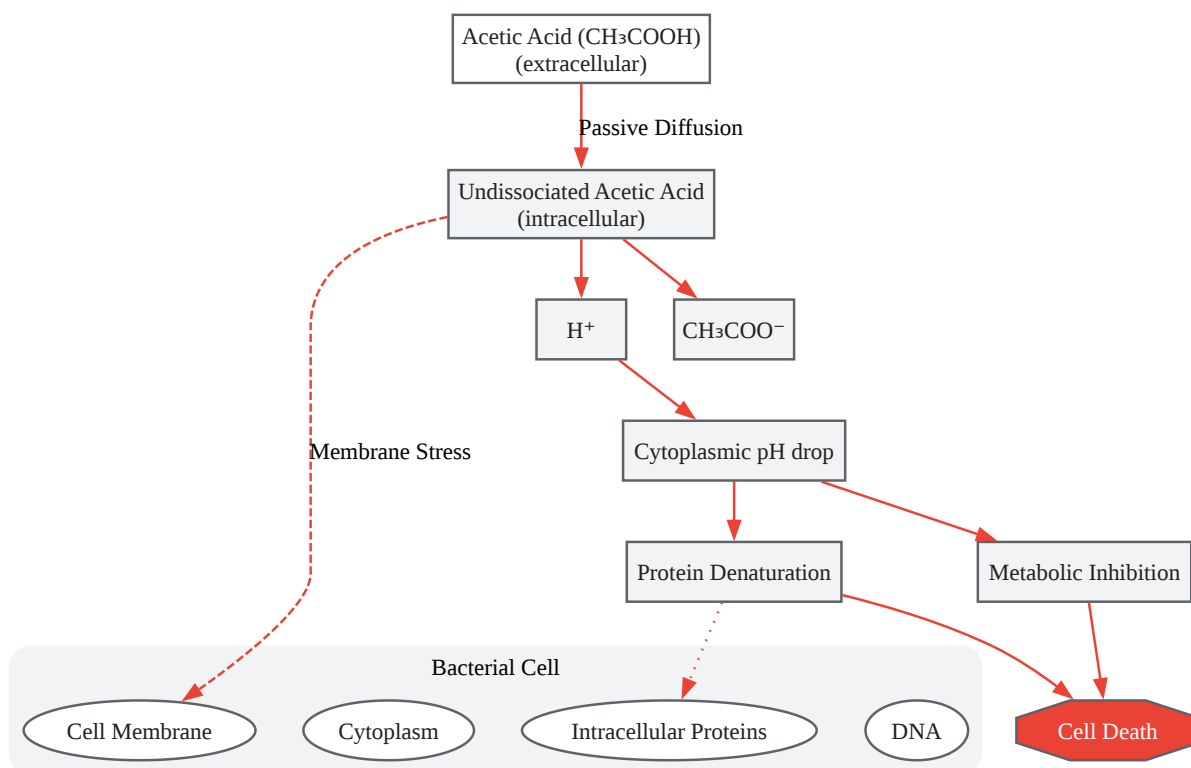 Acetic Acid (CH₃COOH)
(extracellular)
Passive Diffusion
Undissociated Acetic Acid
(intracellular)
H⁺
CH₃COO⁻
Membrane Stress
Cytoplasmic pH drop
Protein Denaturation
Metabolic Inhibition
Bacterial Cell
Cell Membrane
Cytoplasm
Intracellular Proteins
DNA
Cell Death